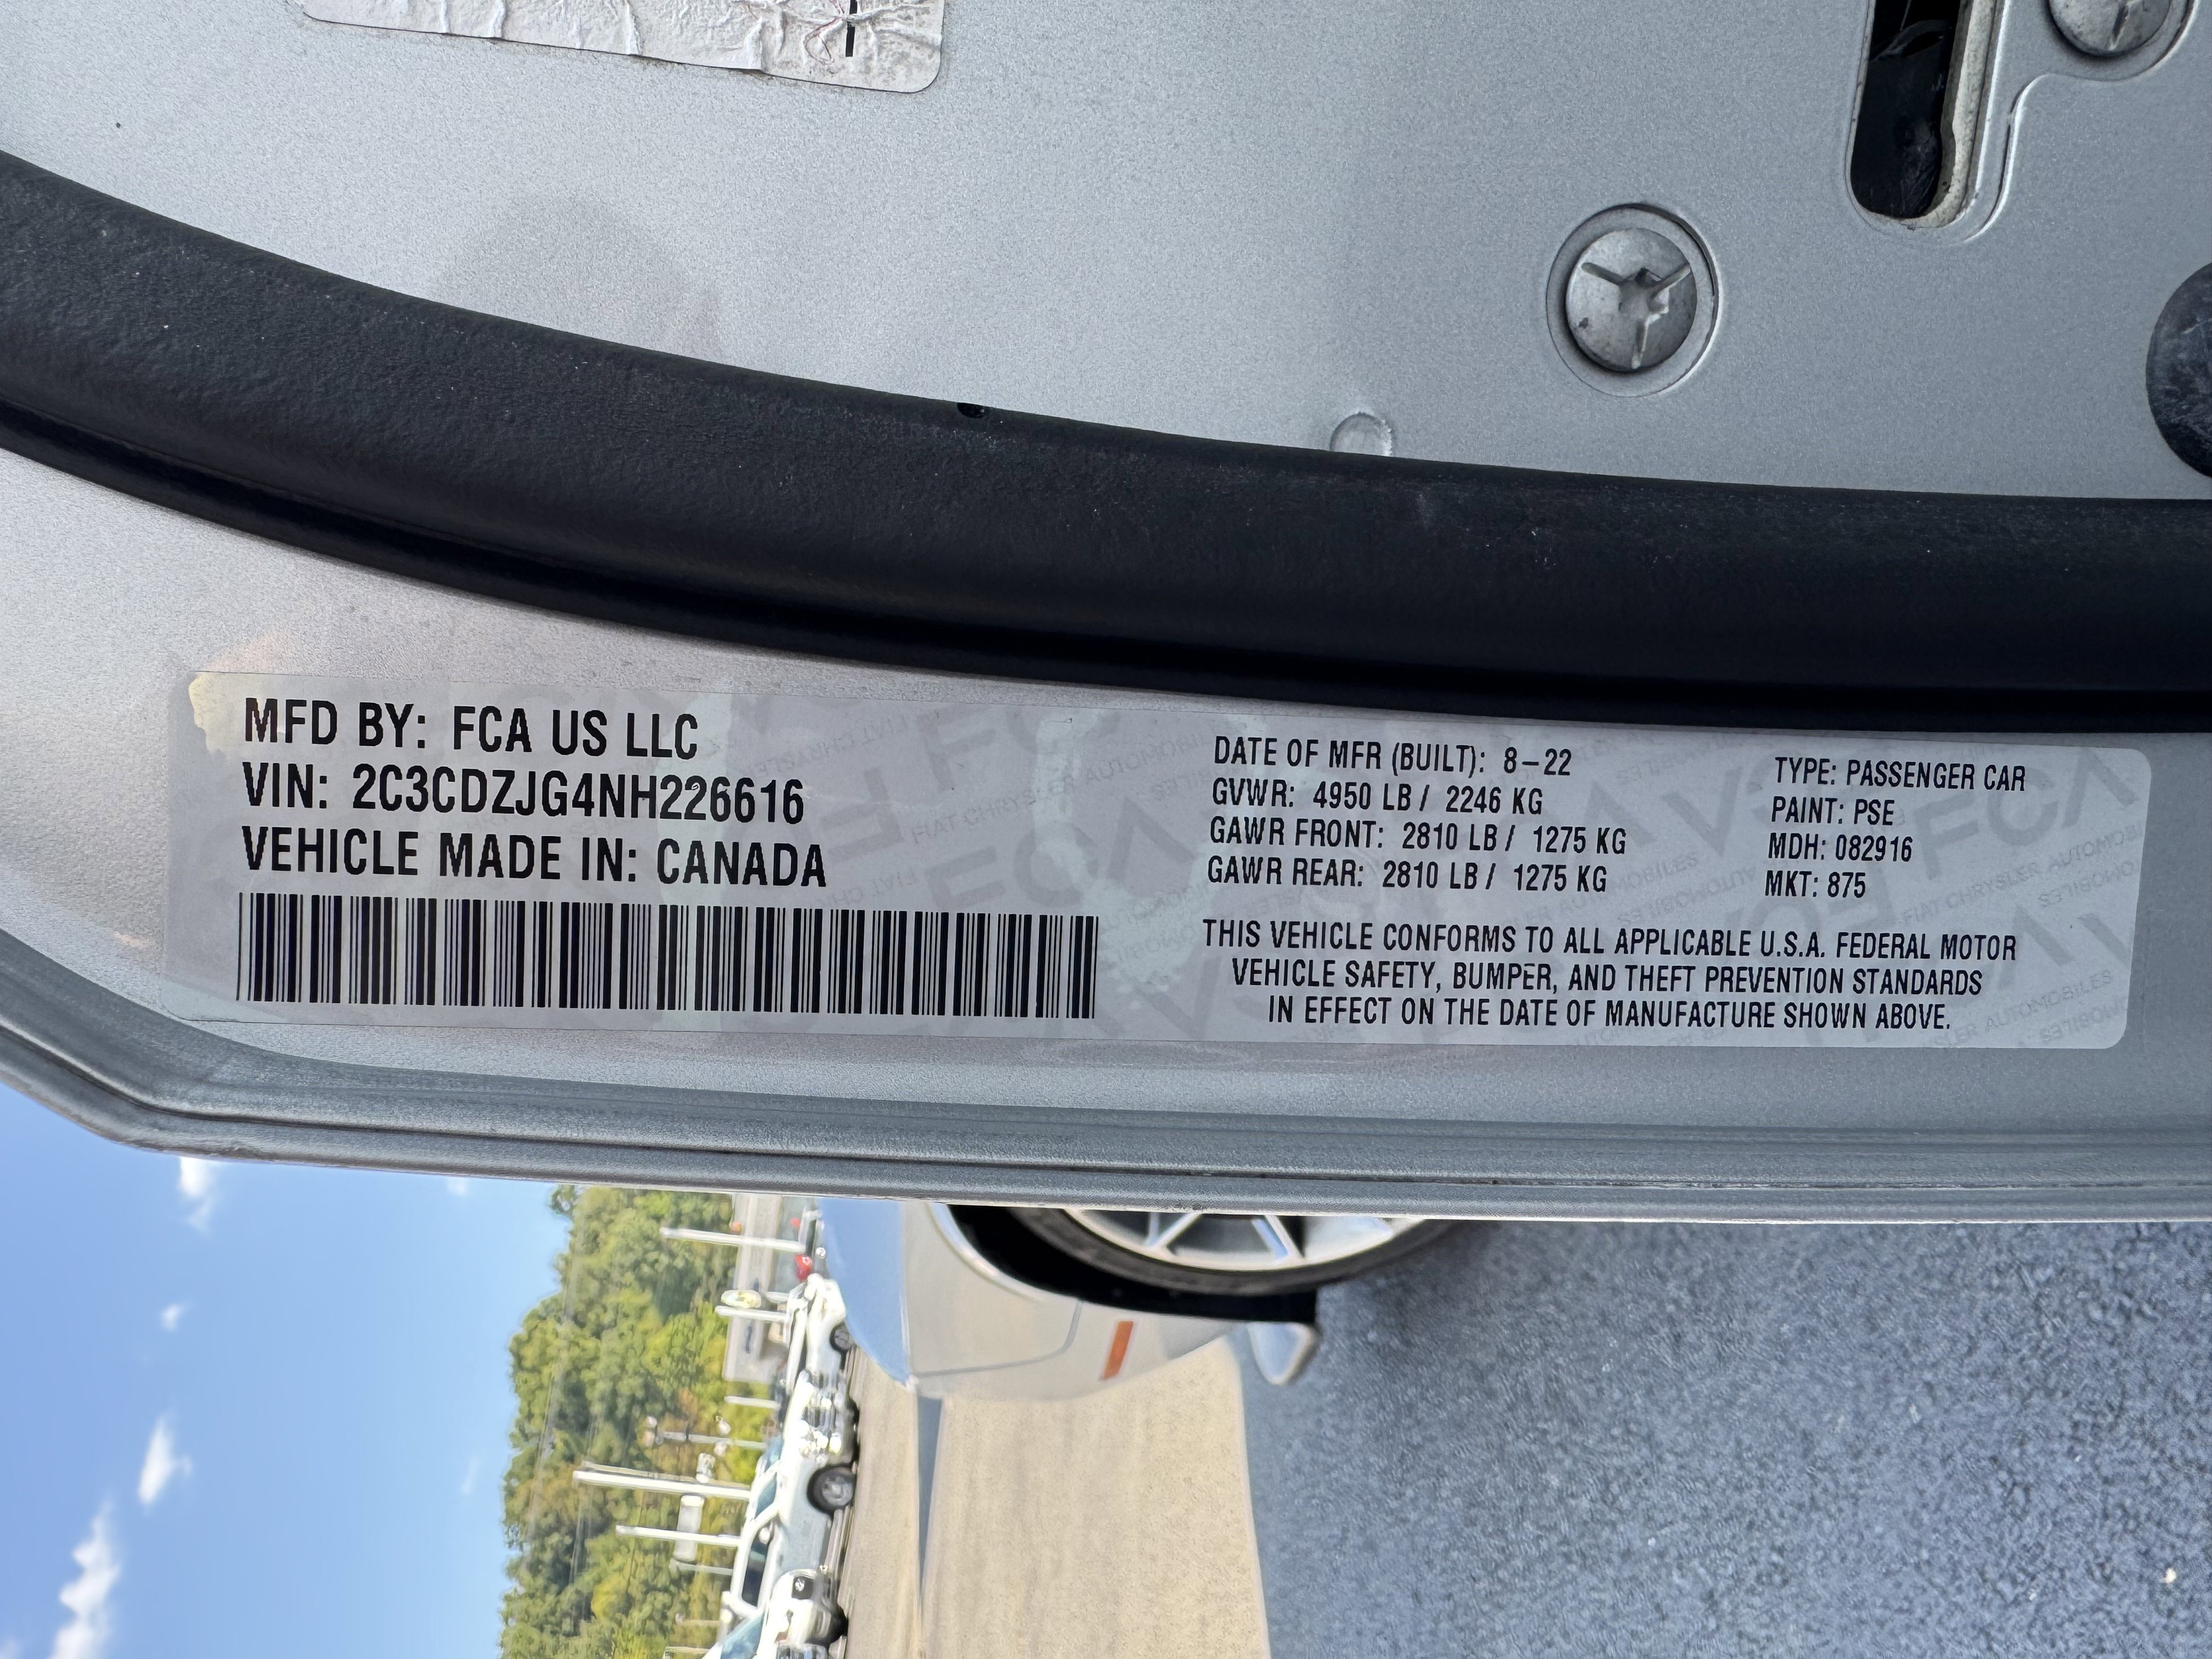 MFD BY: FCA US LLC
VIN: 2C3CDZJG4NH226616
VEHICLE MADE IN: CANADA
DATE OF MFR (BUILT): 8-22
GVWR: 4950 LB / 2246 KG
GAWR FRONT: 2810 LB / 1275 KG
GAWR REAR: 2810 LB / 1275 KG
TYPE: PASSENGER CAR
PAINT: PSE
MDH: 082916
MKT: 875
THIS VEHICLE CONFORMS TO ALL APPLICABLE U.S.A. FEDERAL MOTOR
VEHICLE SAFETY, BUMPER, AND THEFT PREVENTION STANDARDS
IN EFFECT ON THE DATE OF MANUFACTURE SHOWN ABOVE.